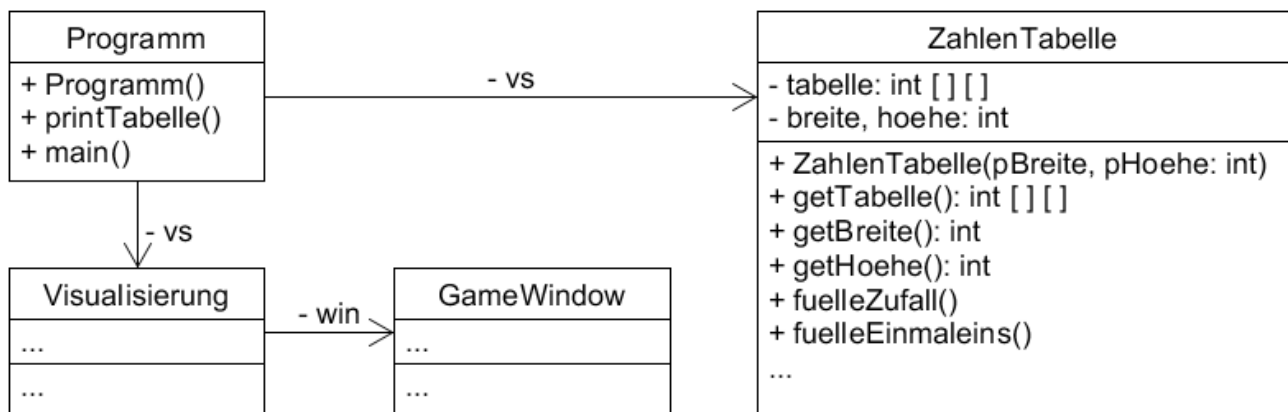 Programm
+ Programm()
+ printTabelle()
+ main()
- vs
ZahlenTabelle
- tabelle: int [ ] [ ]
- breite, hoehe: int
+ ZahlenTabelle(pBreite, pHoehe: int)
+ getTabelle(): int [ ] [ ]
+ getBreite(): int
+ getHoehe(): int
+ fuelleZufall()
+ fuelleEinmaleins()
...
- vs
Visualisierung
...
...
- win
GameWindow
...
...